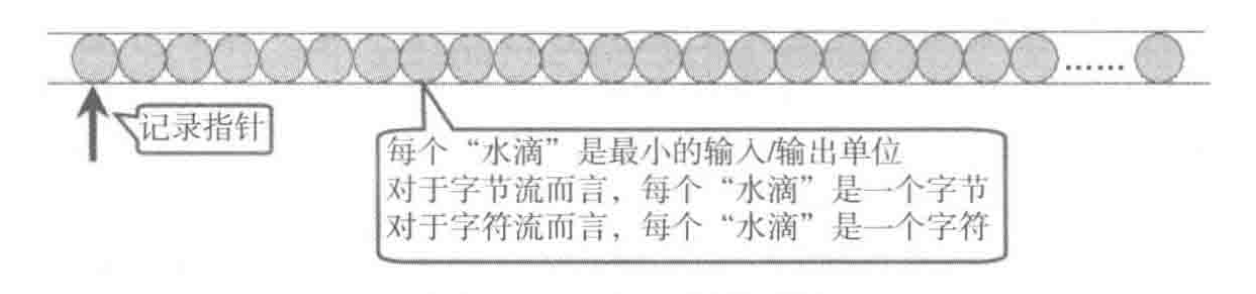 ......
记录指针
每个“水滴”是最小的输入/输出单位
对于字节流而言，每个“水滴”是一个字节
对于字符流而言，每个“水滴”是一个字符